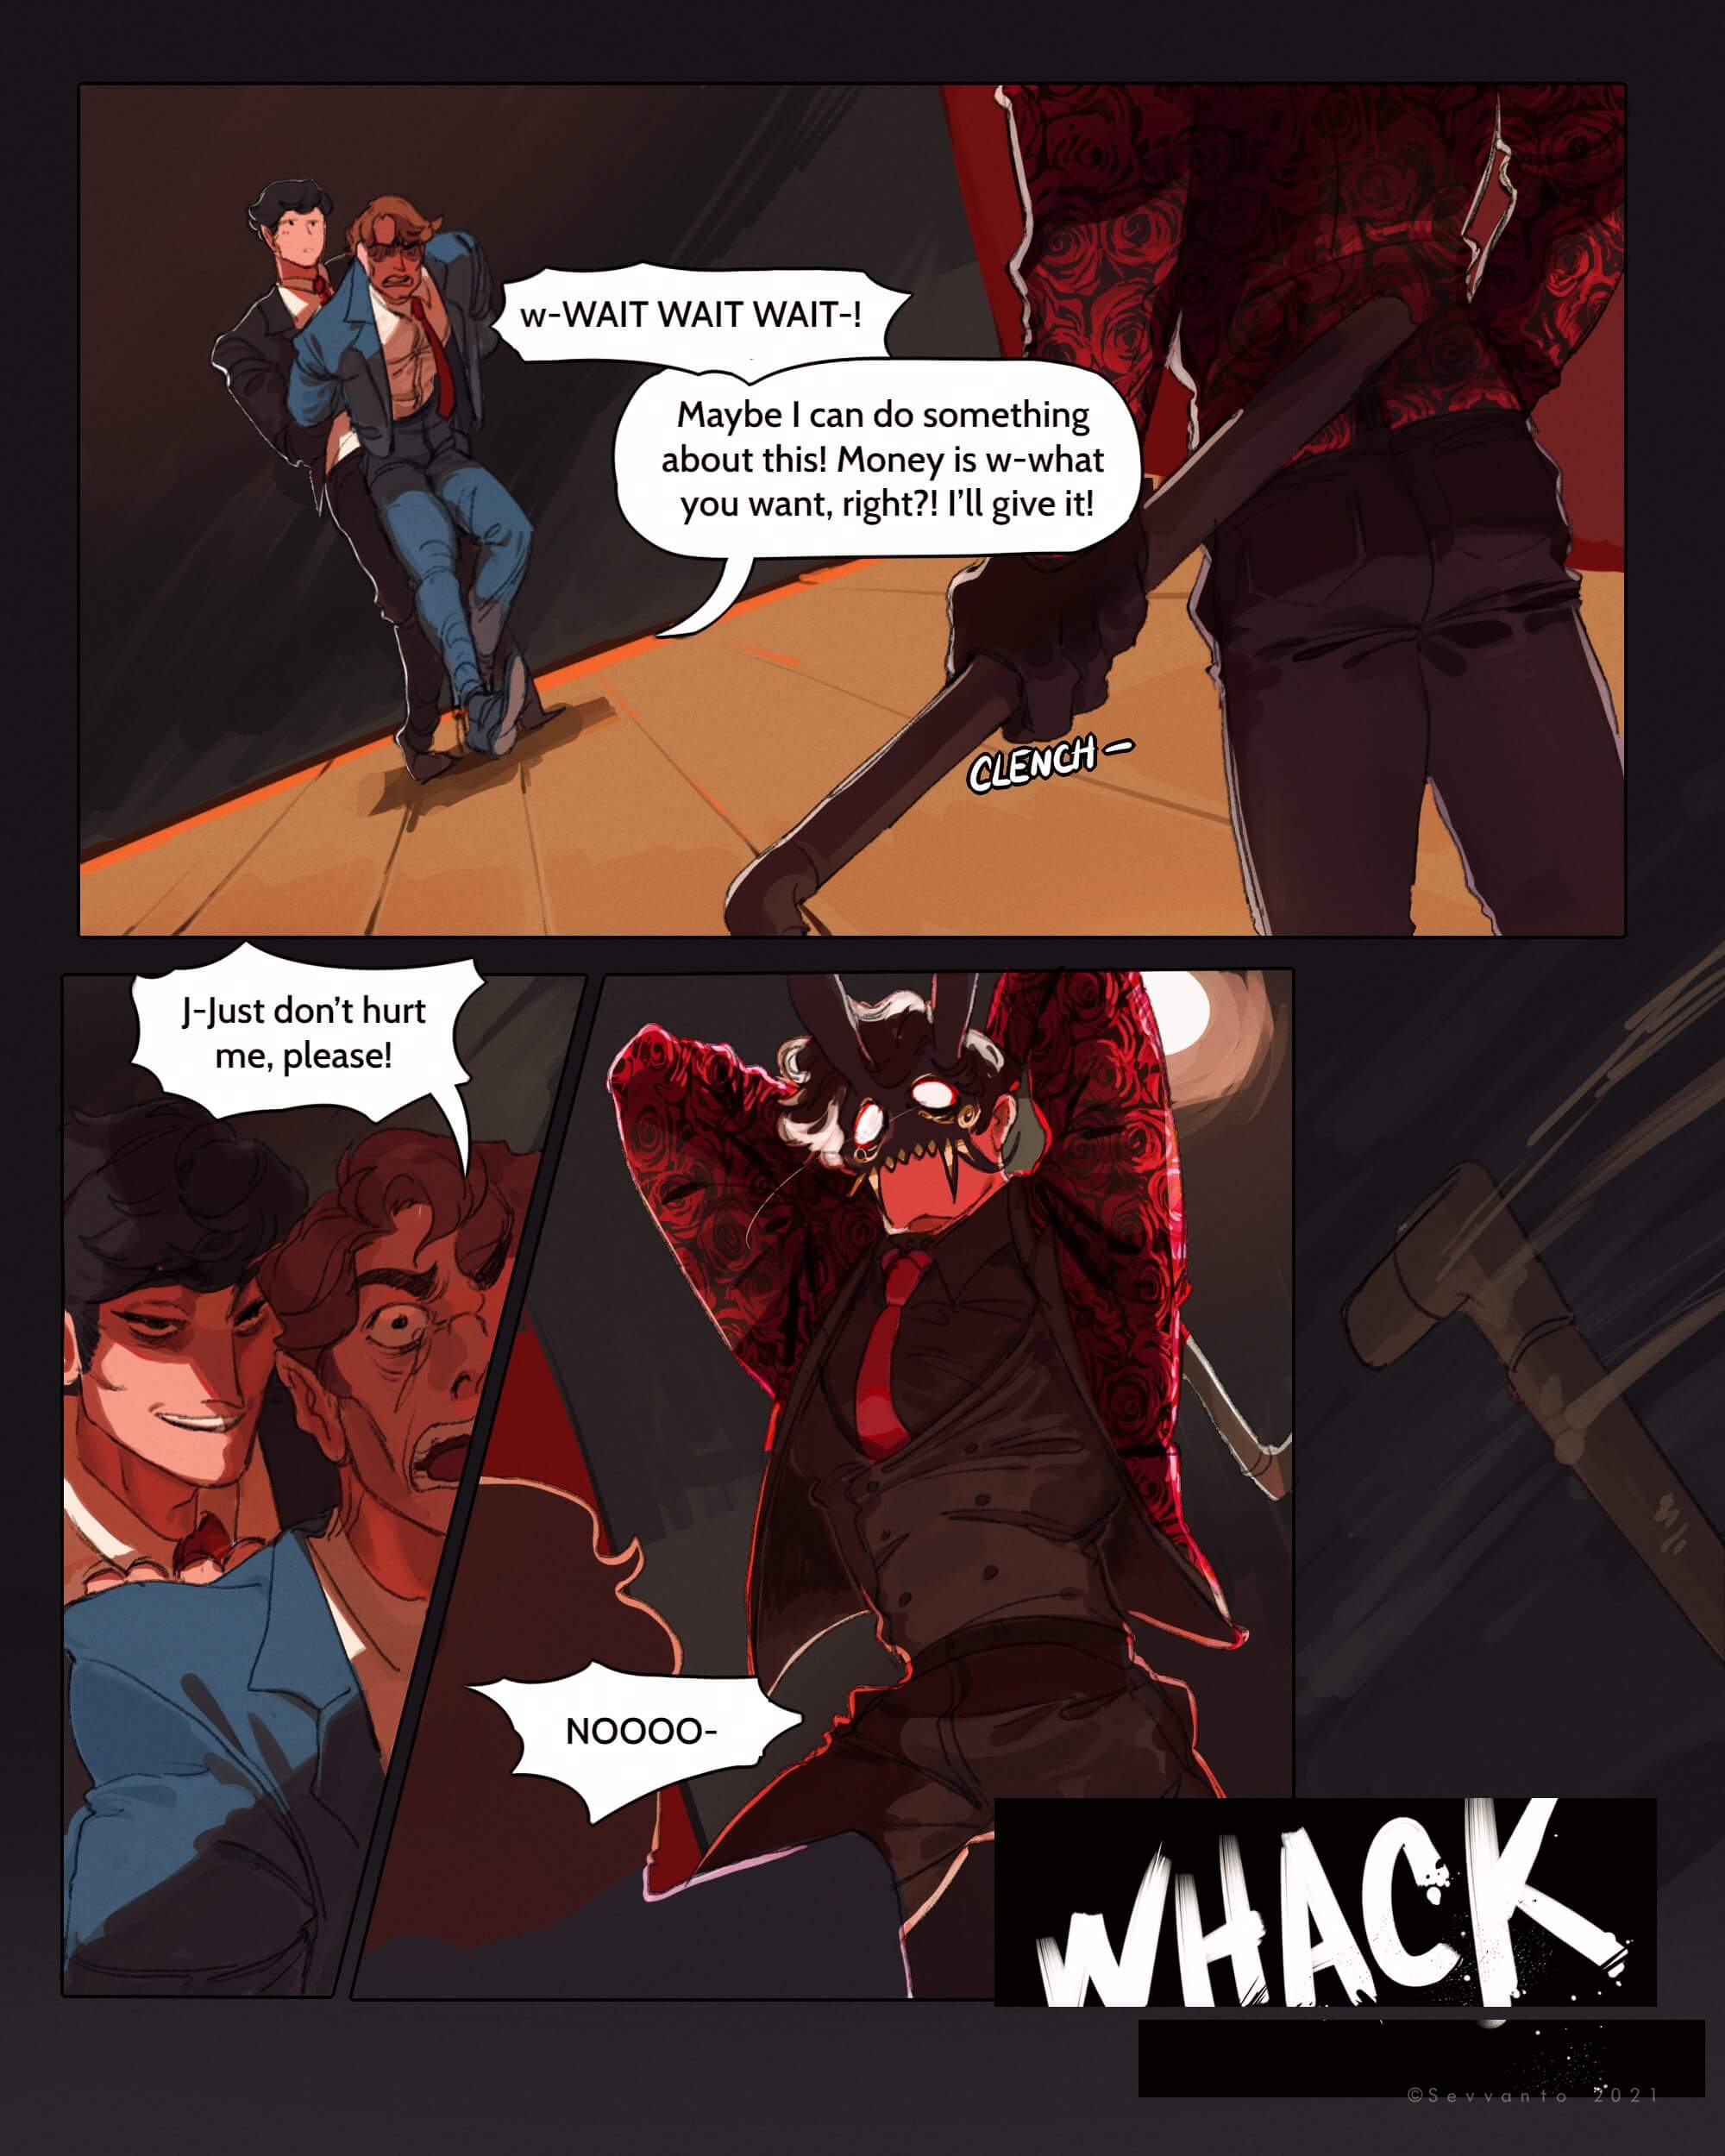 w-WAIT WAIT WAIT-!
Maybe I can do something
about this! Money is w-what
you want, right?! I'll give it!
CLENCH-
J-Just don't hurt
me, please!
NOOOO-
WHACK
©Sevvanto 2021